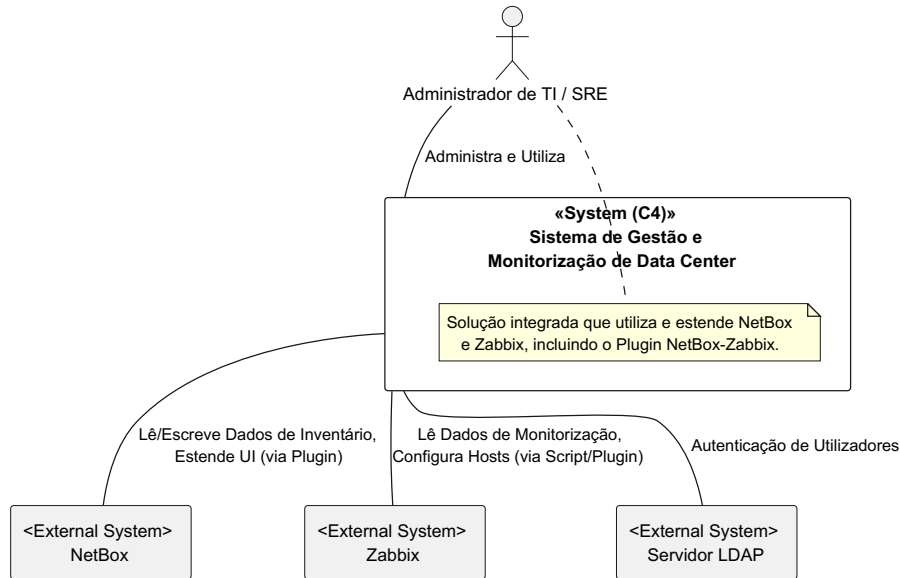 Administrador de TI / SRE
Administra e Utiliza
«System (C4)»
Sistema de Gestão e
Monitorização de Data Center
Solução integrada que utiliza e estende NetBox
e Zabbix, incluindo o Plugin NetBox-Zabbix.
Lê/Escreve Dados de Inventário,
Estende UI (via Plugin)
Lê Dados de Monitorização,
Configura Hosts (via Script/Plugin)
Autenticação de Utilizadores
<External System>
NetBox
<External System>
Zabbix
<External System>
Servidor LDAP